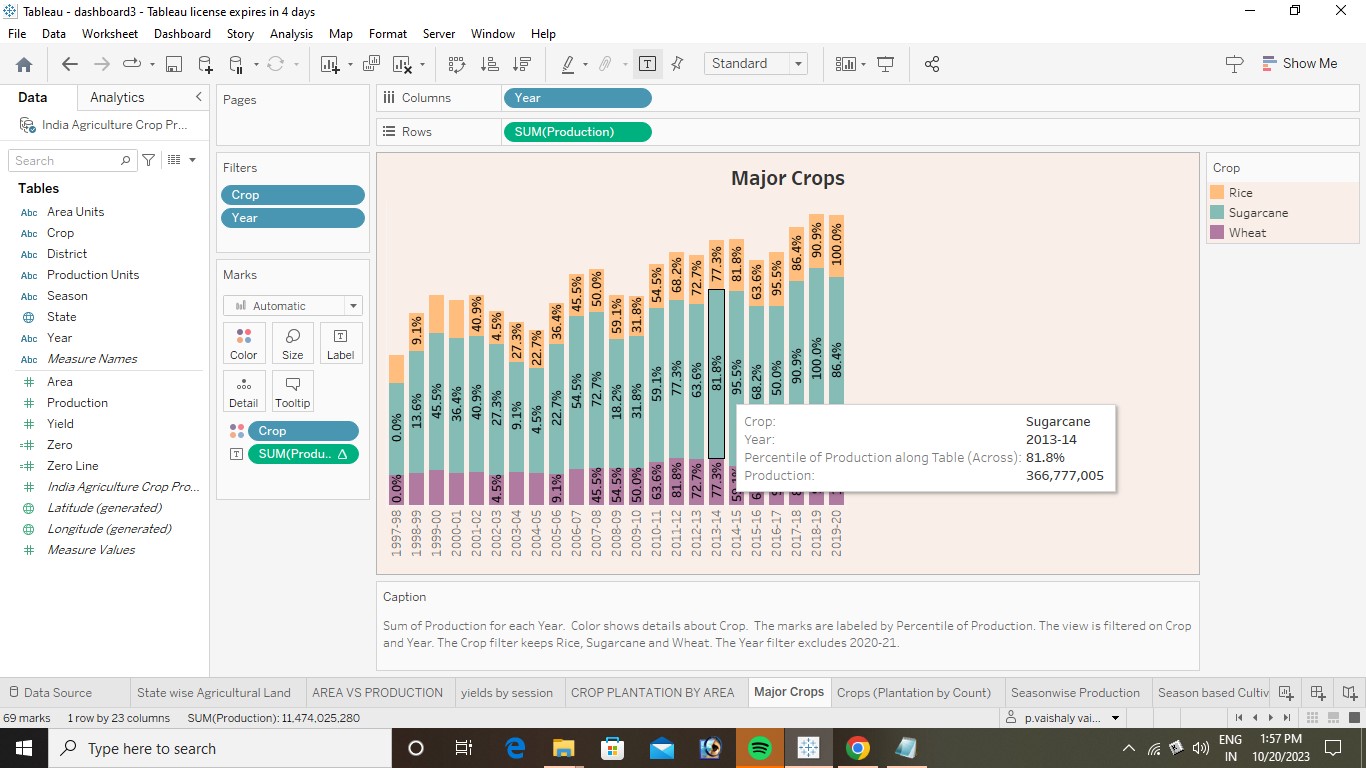 Tableau - dashboard3 - Tableau license expires in 4 days
File Data Worksheet Dashboard Story Analysis Map Format Server Window Help
Standard
Show Me
Data Analytics
India Agriculture Crop Pr...
Search
Tables
Abc Area Units
Abc Crop
Abc District
Abc Production Units
Abc Season
State
Abc Year
Abc Measure Names
Area
Production
Yield
Zero
Zero Line
India Agriculture Crop Pro...
Latitude (generated)
Longitude (generated)
Measure Values
Pages
Filters
Crop
Year
Marks
Automatic
Color Size Label
Detail Tooltip
Crop
SUM(Produ.. Δ
Columns Year
Rows SUM(Production)
Major Crops
9.1% 40.9% 4.5% 27.3% 22.7% 36.4% 45.5% 50.0% 59.1% 31.8% 54.5% 68.2% 72.7% 77.3% 81.8% 63.6% 95.5% 86.4% 90.9% 100.0%
0.0% 13.6% 45.5% 36.4% 40.9% 27.3% 9.1% 4.5% 22.7% 54.5% 72.7% 18.2% 31.8% 59.1% 77.3% 63.6% 81.8% 95.5% 68.2% 50.0% 90.9% 100.0% 86.4%
0.0% 4.5% 9.1% 45.5% 54.5% 50.0% 63.6% 81.8% 72.7% 77.3%
1997-98 1998-99 1999-00 2000-01 2001-02 2002-03 2003-04 2004-05 2005-06 2006-07 2007-08 2008-09 2009-10 2010-11 2011-12 2012-13 2013-14 2014-15 2015-16 2016-17 2017-18 2018-19 2019-20
Crop: Sugarcane
Year: 2013-14
Percentile of Production along Table (Across): 81.8%
Production: 366,777,005
Crop
Rice
Sugarcane
Wheat
Caption
Sum of Production for each Year. Color shows details about Crop. The marks are labeled by Percentile of Production. The view is filtered on Crop
and Year. The Crop filter keeps Rice, Sugarcane and Wheat. The Year filter excludes 2020-21.
Data Source State wise Agricultural Land AREA VS PRODUCTION yields by session CROP PLANTATION BY AREA Major Crops Crops (Plantation by Count) Seasonwise Production Season based Cultiv
69 marks 1 row by 23 columns SUM(Production): 11,474,025,280 p.vaishaly vai...
Type here to search
ENG 1:57 PM
IN 10/20/2023